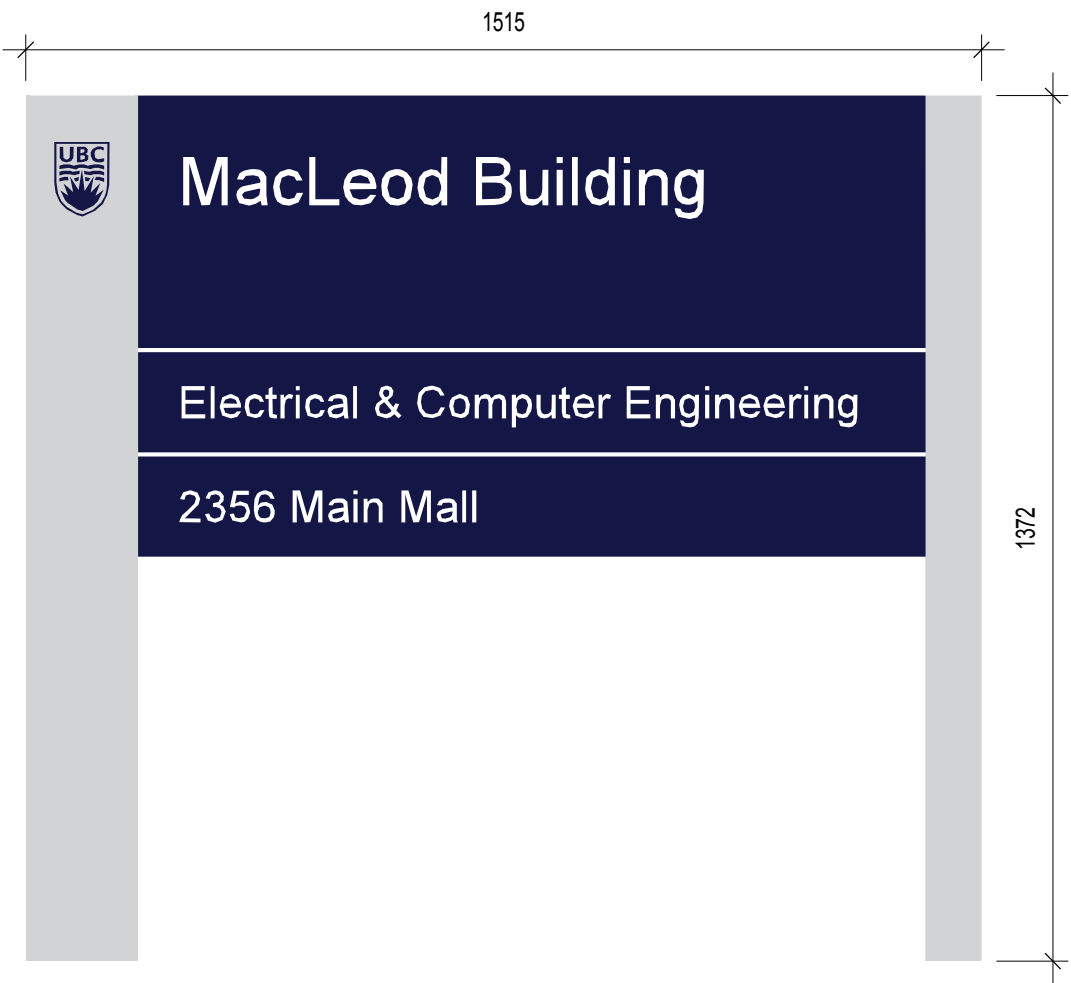 1515
UBC
MacLeod Building
Electrical & Computer Engineering
2356 Main Mall
1372